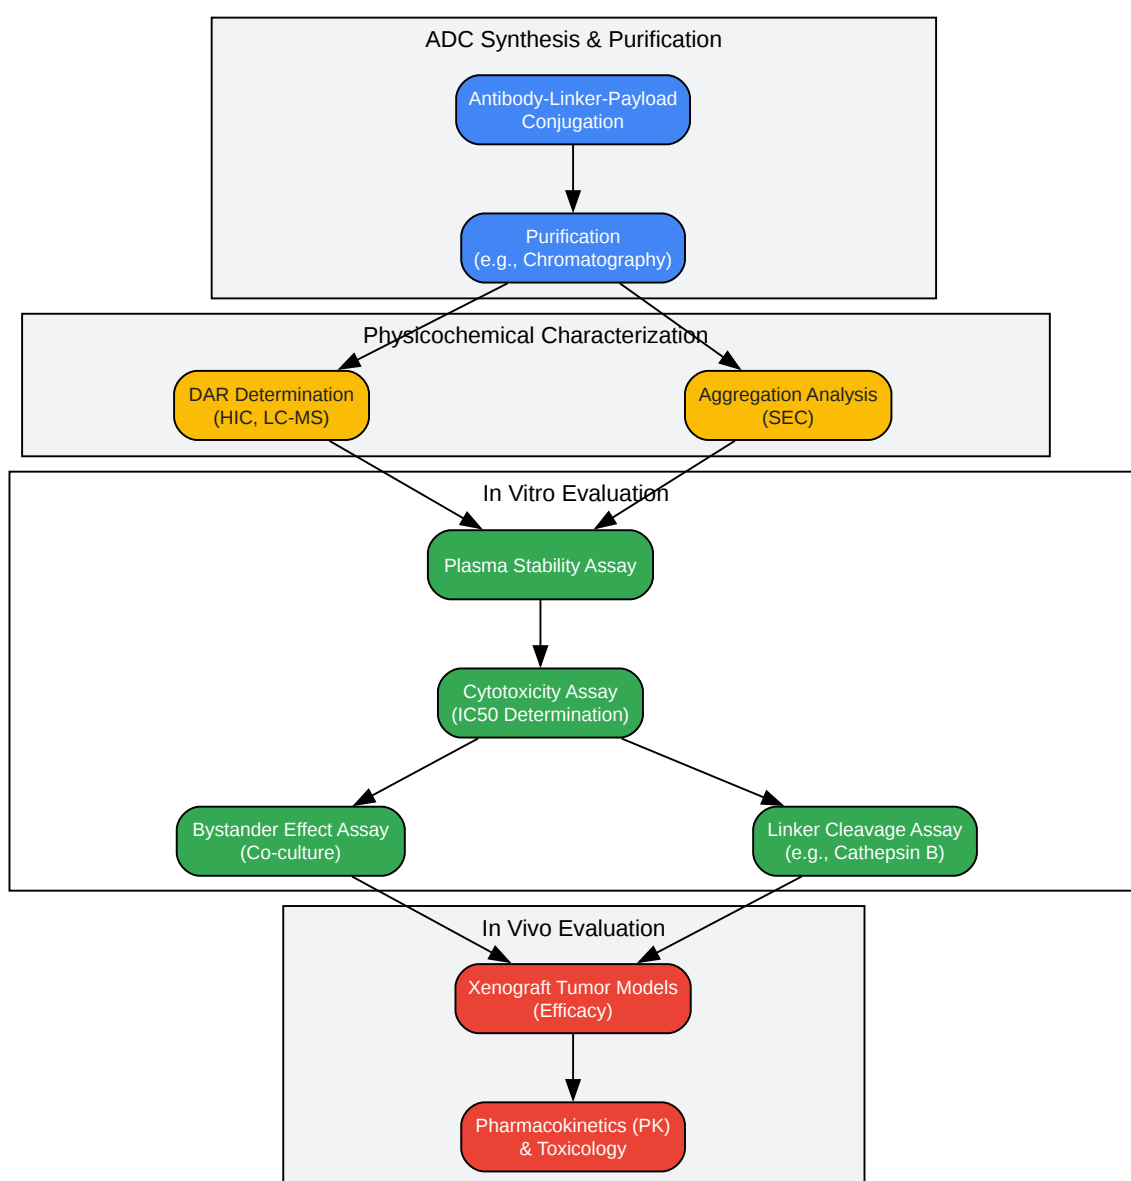 ADC Synthesis & Purification
Antibody-Linker-Payload
Conjugation
Purification
(e.g., Chromatography)
Physicochemical Characterization
DAR Determination
(HIC, LC-MS)
Aggregation Analysis
(SEC)
In Vitro Evaluation
Plasma Stability Assay
Cytotoxicity Assay
(IC50 Determination)
Bystander Effect Assay
(Co-culture)
Linker Cleavage Assay
(e.g., Cathepsin B)
In Vivo Evaluation
Xenograft Tumor Models
(Efficacy)
Pharmacokinetics (PK)
& Toxicology